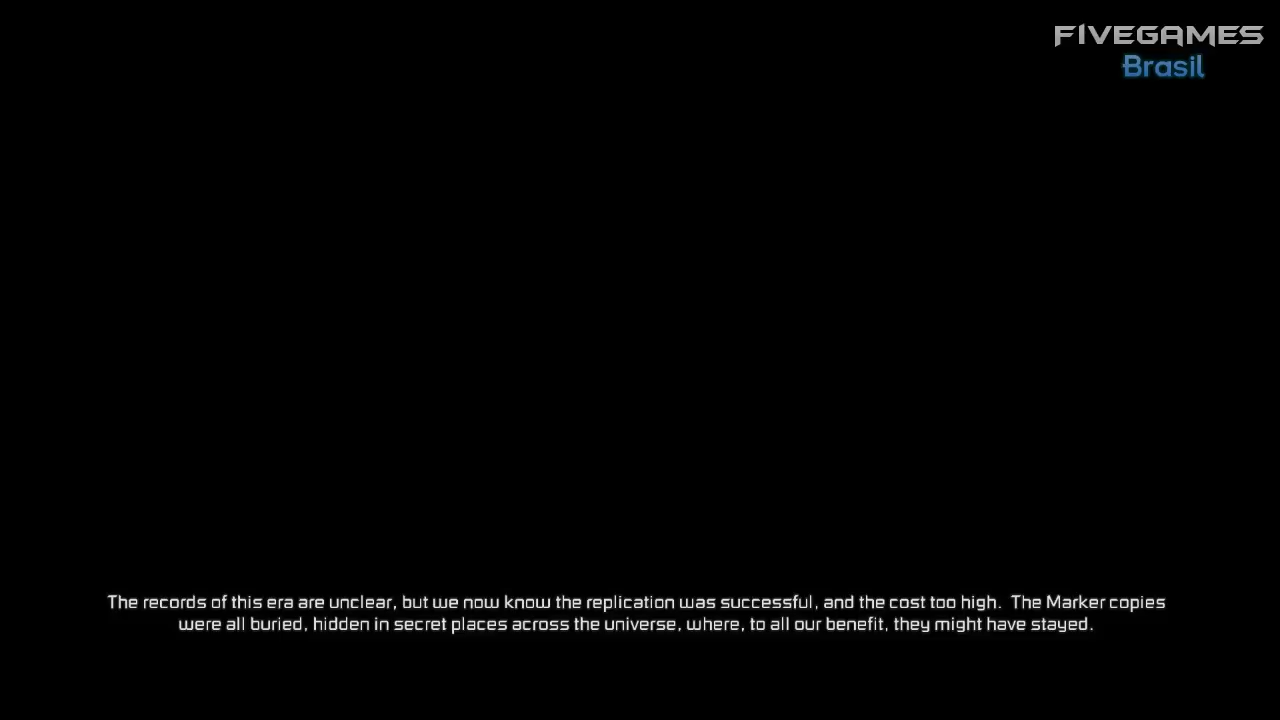 FIVEGAMES
Brasil
The records of this era are unclear, but we now know the replication was successful, and the cost too high.  The Marker copies
were all buried, hidden in secret places across the universe, where, to all our benefit, they might have stayed.